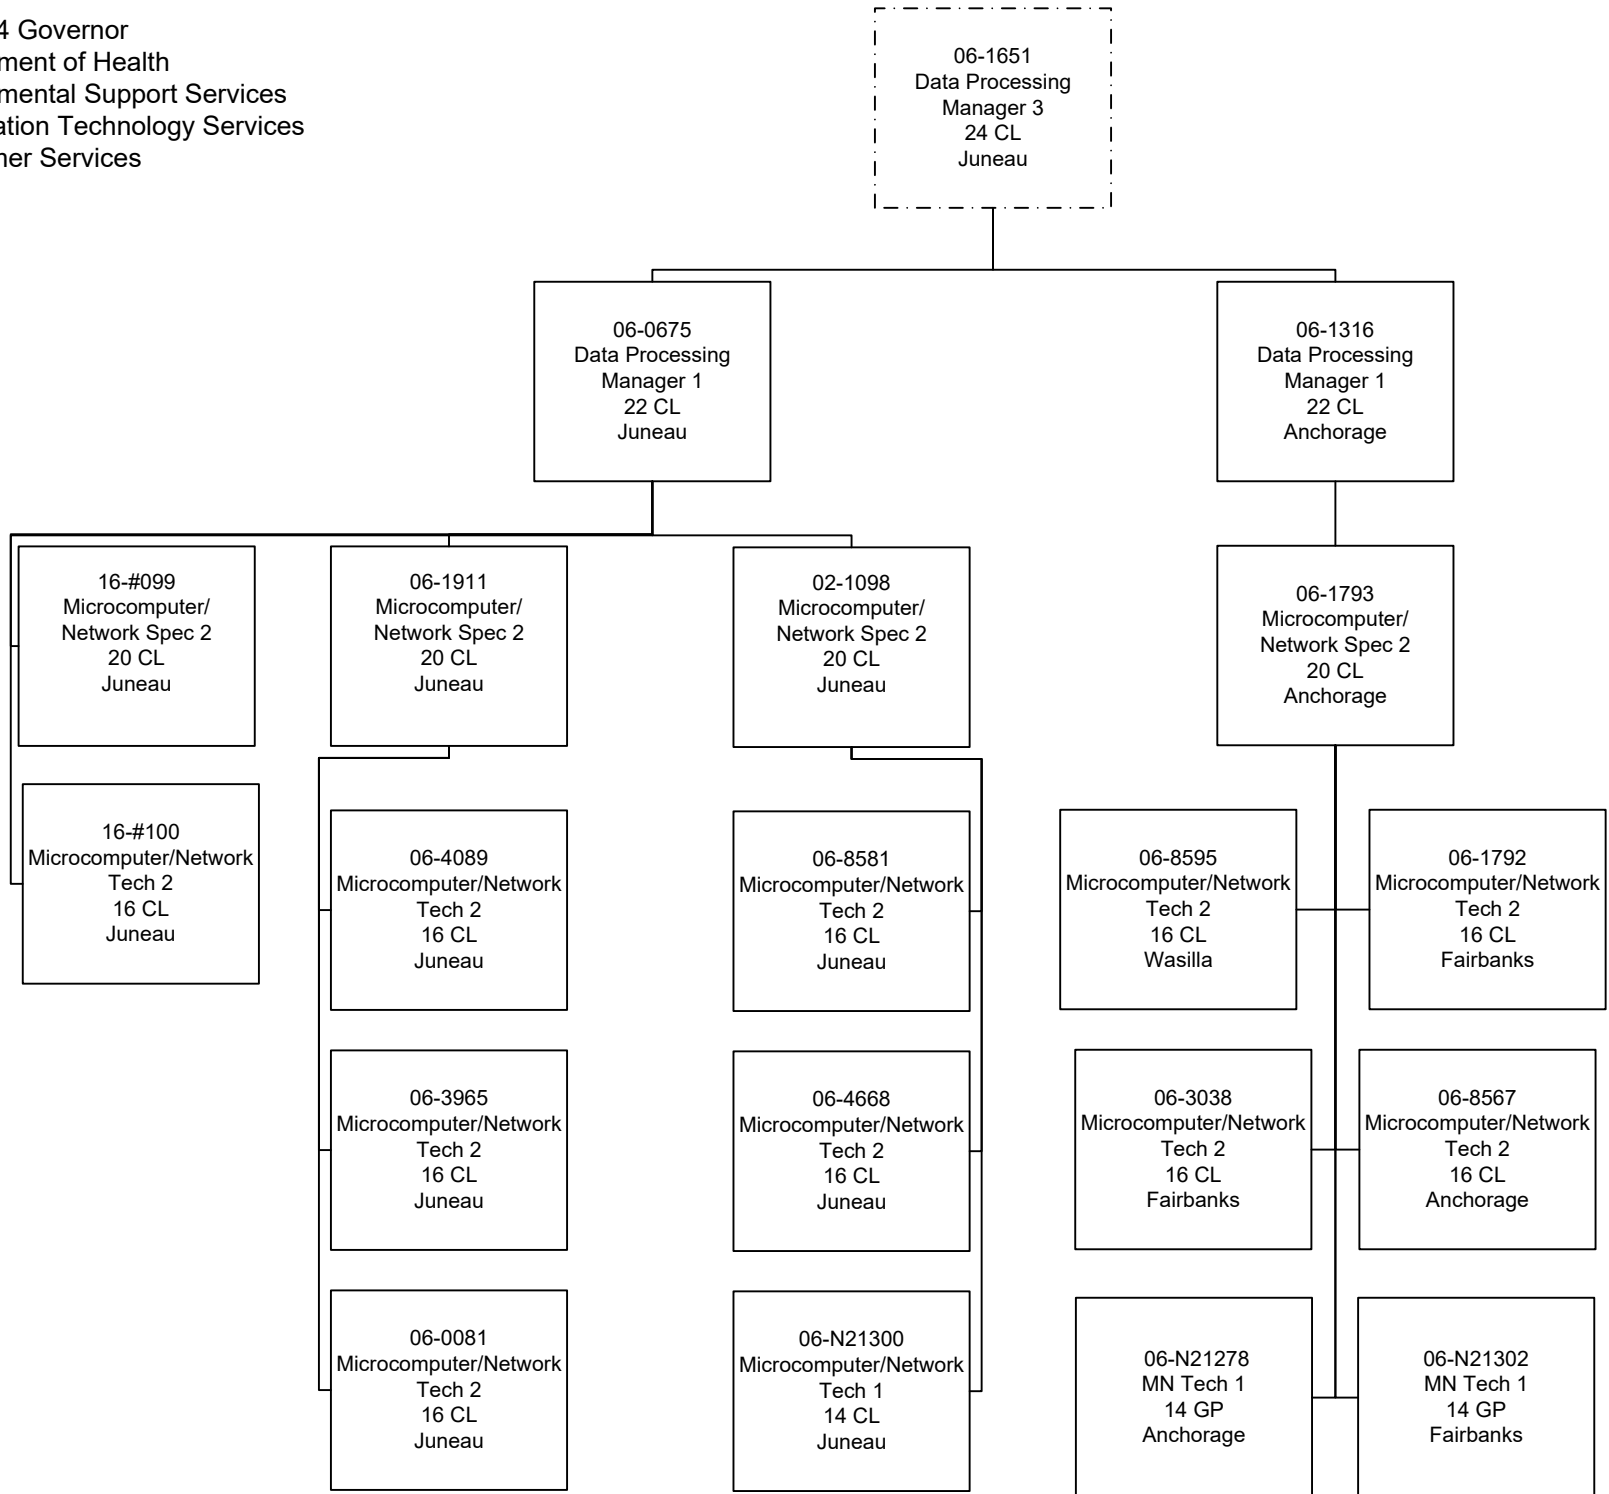 4 Governor
ment of Health
mental Support Services
ation Technology Services
ner Services
06-1651
Data Processing
Manager 3
24 CL
Juneau
06-0675
Data Processing
Manager 1
22 CL
Juneau
06-1316
Data Processing
Manager 1
22 CL
Anchorage
16-#099
Microcomputer/
Network Spec 2
20 CL
Juneau
06-1911
Microcomputer/
Network Spec 2
20 CL
Juneau
02-1098
Microcomputer/
Network Spec 2
20 CL
Juneau
06-1793
Microcomputer/
Network Spec 2
20 CL
Anchorage
16-#100
Microcomputer/Network
Tech 2
16 CL
Juneau
06-4089
Microcomputer/Network
Tech 2
16 CL
Juneau
06-8581
Microcomputer/Network
Tech 2
16 CL
Juneau
06-8595
Microcomputer/Network
Tech 2
16 CL
Wasilla
06-1792
Microcomputer/Network
Tech 2
16 CL
Fairbanks
06-3965
Microcomputer/Network
Tech 2
16 CL
Juneau
06-4668
Microcomputer/Network
Tech 2
16 CL
Juneau
06-3038
Microcomputer/Network
Tech 2
16 CL
Fairbanks
06-8567
Microcomputer/Network
Tech 2
16 CL
Anchorage
06-0081
Microcomputer/Network
Tech 2
16 CL
Juneau
06-N21300
Microcomputer/Network
Tech 1
14 CL
Juneau
06-N21278
MN Tech 1
14 GP
Anchorage
06-N21302
MN Tech 1
14 GP
Fairbanks